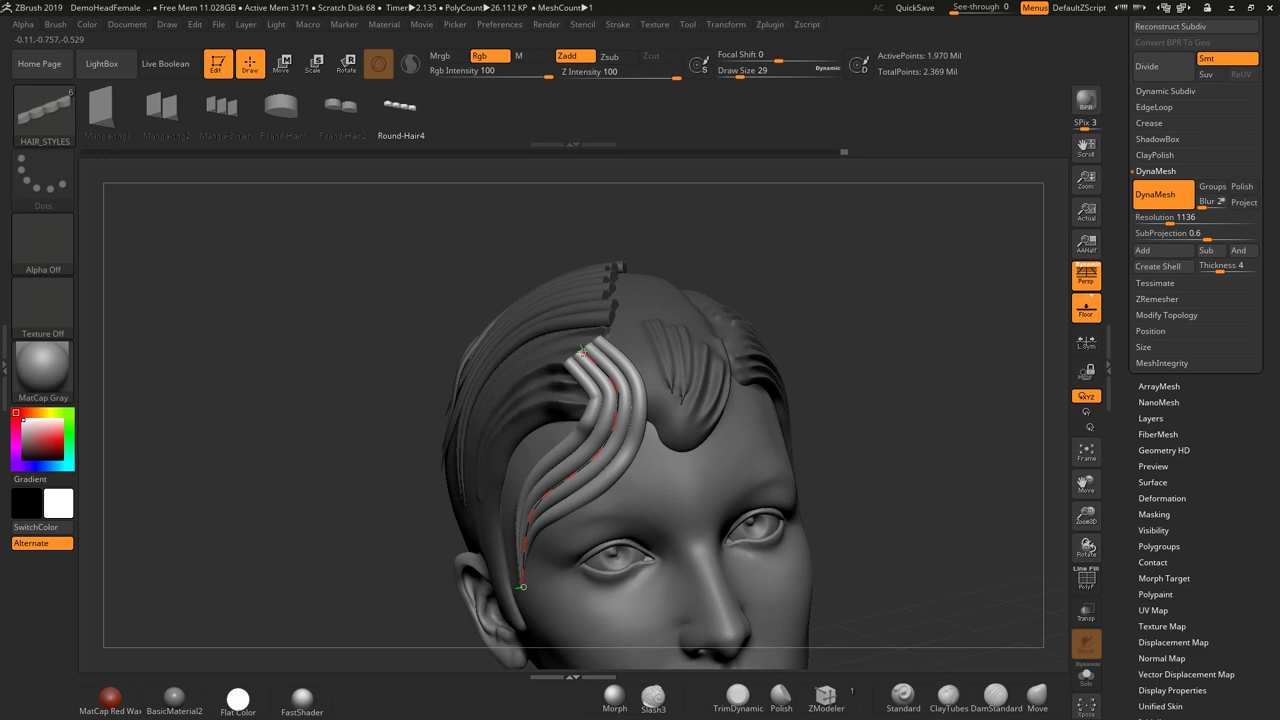 ZBrush 2019 DemoHeadFemale .. • Free Mem 11.028GB • Active Mem 3171 • Scratch Disk 68 • Timer▶2.135 • PolyCount▶26.112 KP • MeshCount▶1 AC QuickSave See-through 0 Menus DefaultZScript
Alpha Brush Color Document Draw Edit File Layer Light Macro Marker Material Movie Picker Preferences Render Stencil Stroke Texture Tool Transform Zplugin Zscript
-0.11,-0.757,-0.529
Home Page LightBox Live Boolean Edit Draw Move Scale Rotate
Mrgb Rgb M Zadd Zsub Zcut
Rgb Intensity 100 Z Intensity 100
Focal Shift 0
Draw Size 29 Dynamic
S D
ActivePoints: 1.970 Mil
TotalPoints: 2.369 Mil
6
HAIR_STYLES
Round-Hair4
Dots
Alpha Off
Texture Off
MatCap Gray
Gradient
SwitchColor
Alternate
BPR
SPix 3
Scroll
Zoom
Actual
AAHalf
Dynamic
Persp
Floor
L.Sym
XYZ
Frame
Move
Zoom3D
Rotate
Line Fill
PolyF
Transp
Ghost
Dynamic
Solo
Xpose
Reconstruct Subdiv
Convert BPR To Geo
Divide Smt
Suv ReUV
Dynamic Subdiv
EdgeLoop
Crease
ShadowBox
ClayPolish
DynaMesh
DynaMesh Groups Polish
Blur 2 Project
Resolution 1136
SubProjection 0.6
Add Sub And
Create Shell Thickness 4
Tessimate
ZRemesher
Modify Topology
Position
Size
MeshIntegrity
ArrayMesh
NanoMesh
Layers
FiberMesh
Geometry HD
Preview
Surface
Deformation
Masking
Visibility
Polygroups
Contact
Morph Target
Polypaint
UV Map
Texture Map
Displacement Map
Normal Map
Vector Displacement Map
Display Properties
Unified Skin
MatCap Red Wax BasicMaterial2 Flat Color FastShader Morph Slash3 TrimDynamic Polish ZModeler 1 Standard ClayTubes DamStandard Move